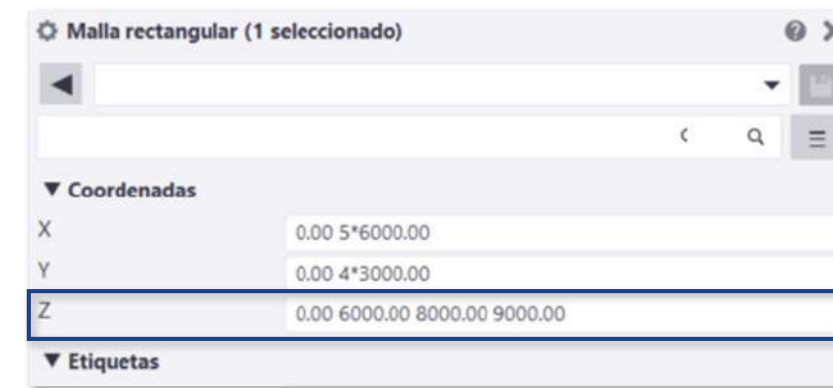 Malla rectangular (1 seleccionado)
▼ Coordenadas
X 0.00 5*6000.00
Y 0.00 4*3000.00
Z 0.00 6000.00 8000.00 9000.00
▼ Etiquetas